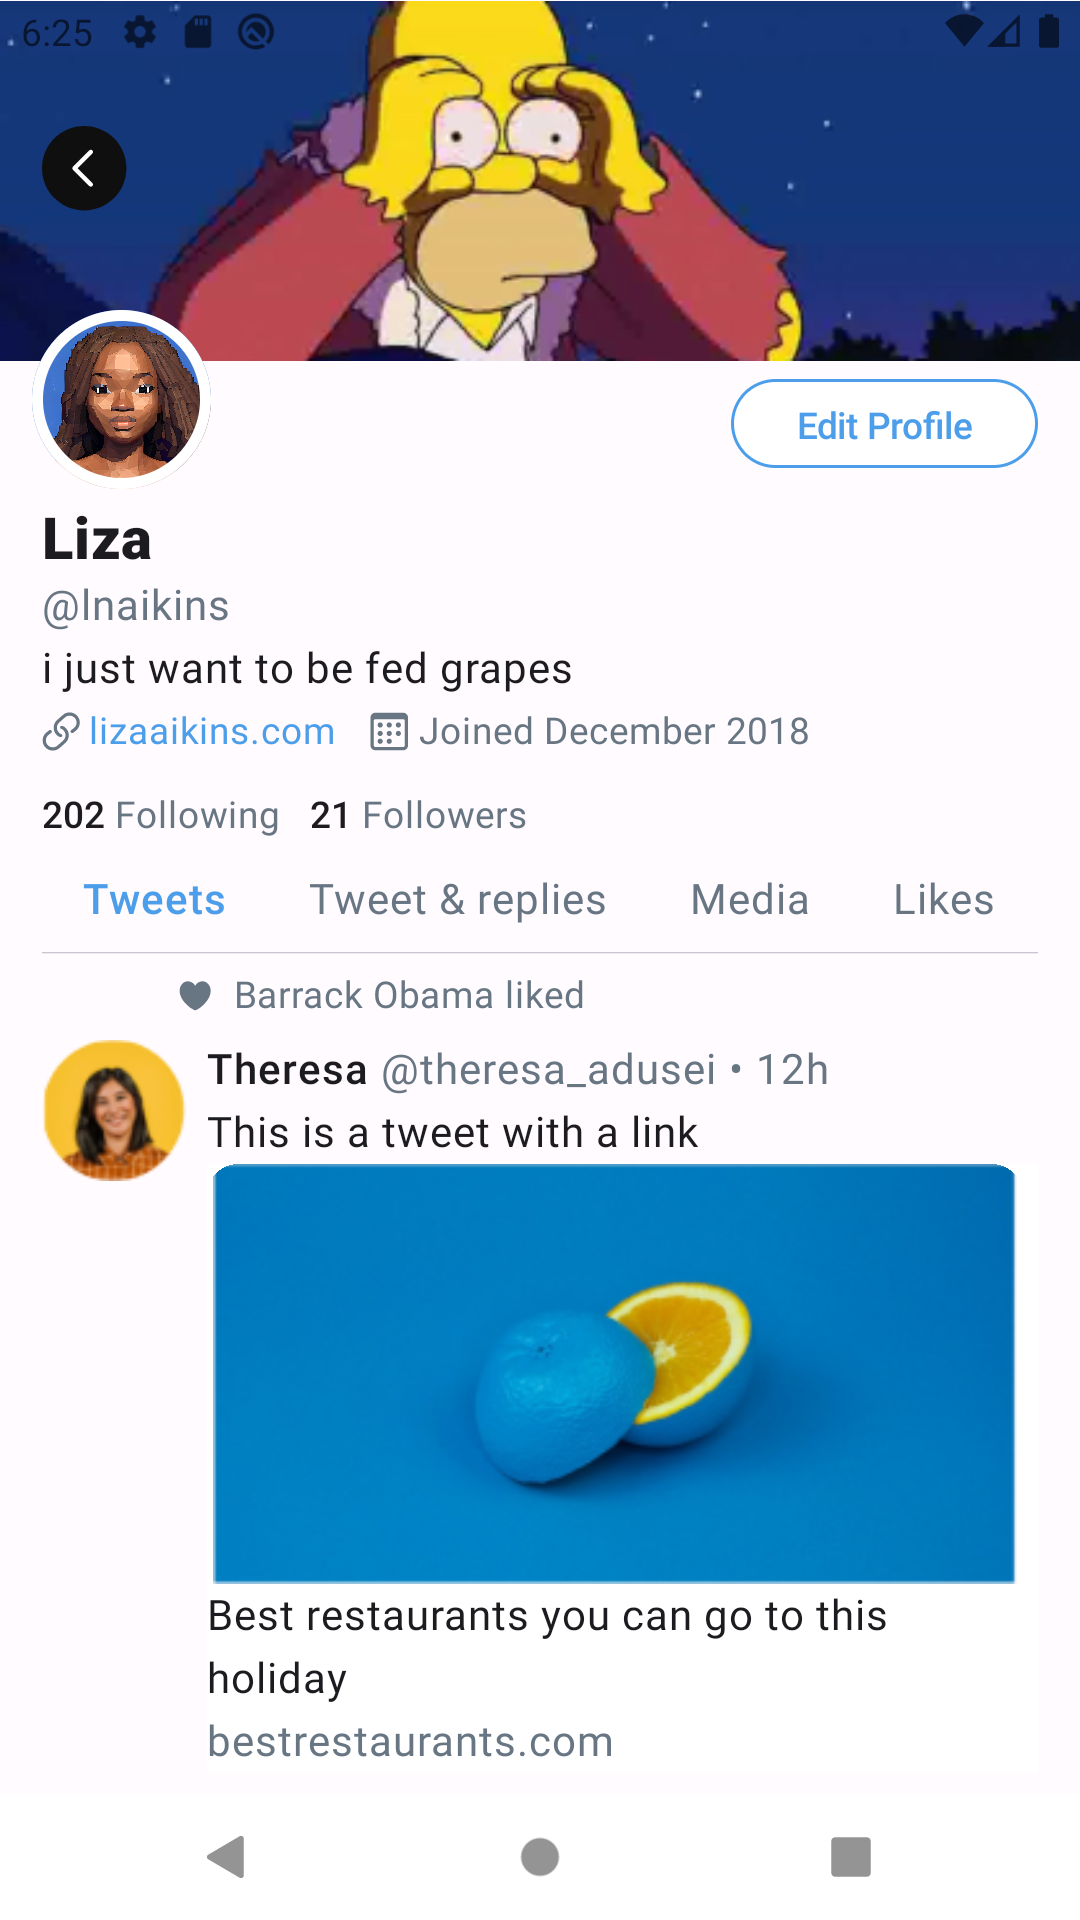 6:25
Edit Profile
Liza
@lnaikins
i just want to be fed grapes
lizaaikins.com Joined December 2018
202 Following 21 Followers
Tweets Tweet & replies Media Likes
Barrack Obama liked
Theresa @theresa_adusei • 12h
This is a tweet with a link
Best restaurants you can go to this
holiday
bestrestaurants.com